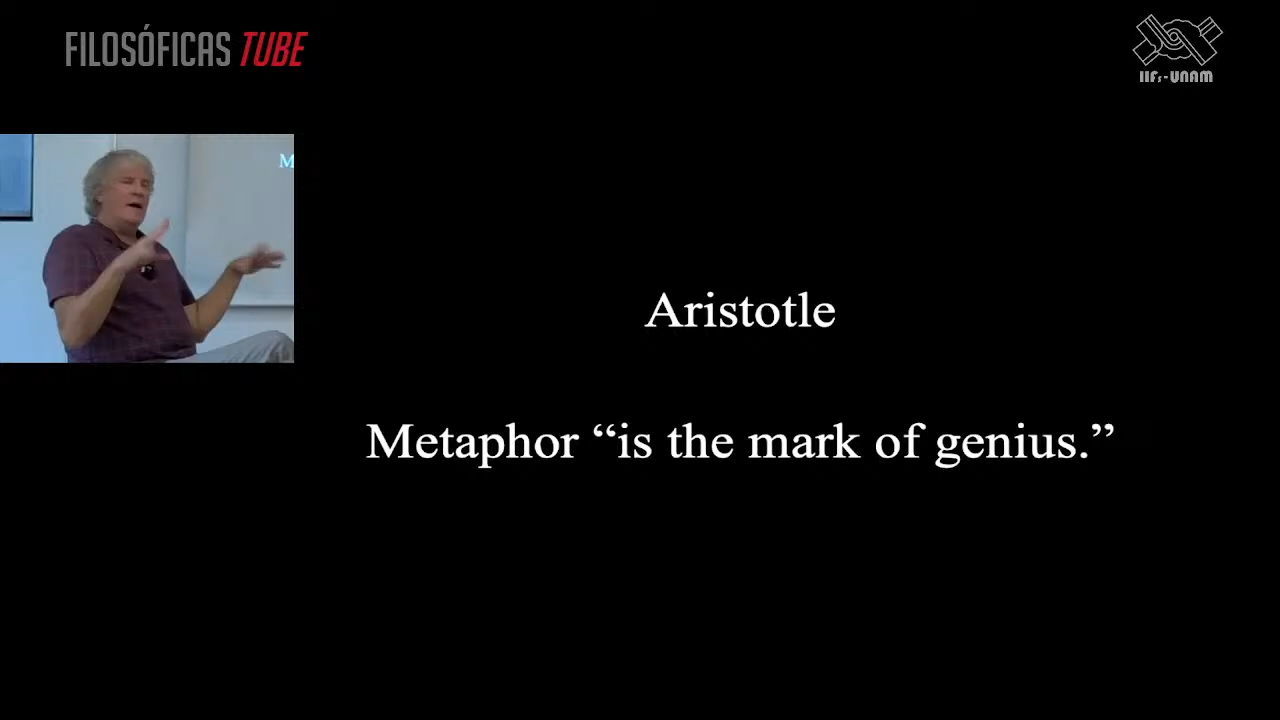 FILOSÓFICAS TUBE
IIFs-UNAM
M
Aristotle
Metaphor “is the mark of genius.”